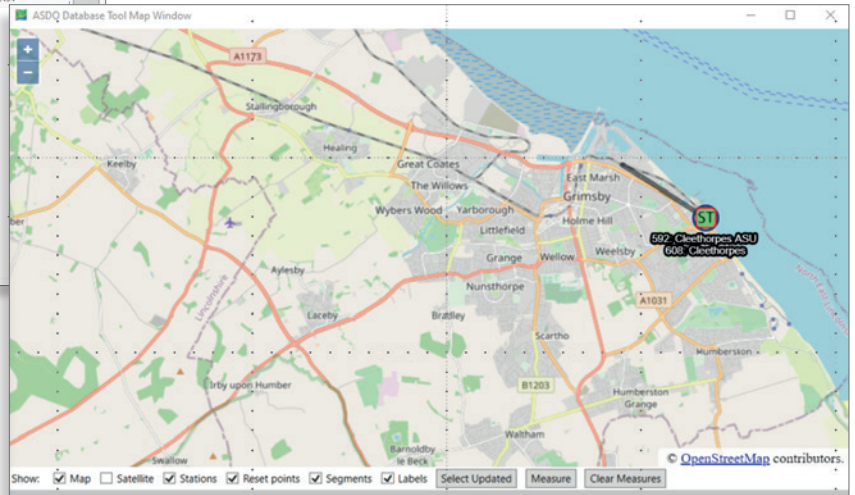 ASDO Database Tool Map Window
A1173
Stallingborough
Healing
Keelby
Great Coates
The Willows
East Marsh
Grimsby
Wybers Wood
Yarborough
Holme Hill
Littlefield
592: Cleethorpes ASU
608: Cleethorpes
Weelsby
Grange
Wellow
Aylesby
Nunsthorpe
A1031
Lincolnshire
Laceby
Bradley
Scartho
Humberston
Irby upon Humber
B1203
Humberston
Grange
Waltham
Barnoldby
le Beck
Swallow
ST
© OpenStreetMap contributors.
Show: Map Satellite Stations Reset points Segments Labels Select Updated Measure Clear Measures